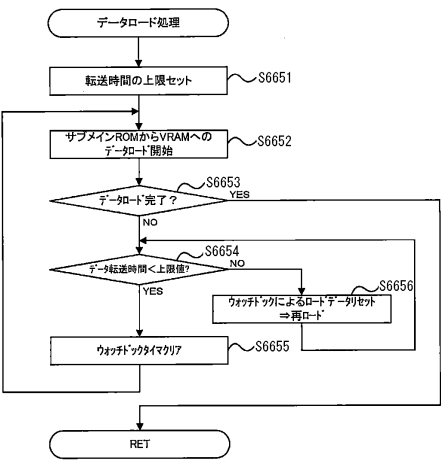 データロード処理
転送時間の上限セット
S6651
サブメインROMからVRAMへの
ﾃﾞｰﾀﾛｰﾄﾞ開始
S6652
S6653
ﾃﾞｰﾀﾛｰﾄﾞ完了？
YES
NO
S6654
ﾃﾞｰﾀ転送時間＜上限値?
NO
YES
S6656
ｳｫｯﾁﾄﾞｯｸによるﾛｰﾄﾞﾃﾞｰﾀﾘｾｯﾄ
⇒再ﾛｰﾄﾞ
ｳｫｯﾁﾄﾞｯｸﾀｲﾏｸﾘｱ
S6655
RET